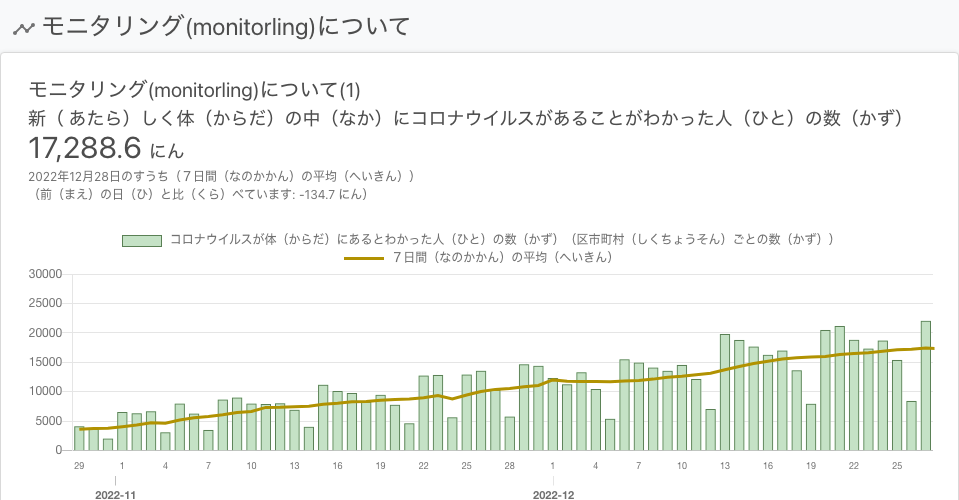 モニタリング(monitorling)について
モニタリング(monitorling)について(1)
新（ あたら）しく体（からだ）の中（なか）にコロナウイルスがあることがわかった人（ひと）の数（かず）
17,288.6 にん
2022年12月28日のすうち（７日間（なのかかん）の平均（へいきん））
（前（まえ）の日（ひ）と比（くら）べています: -134.7 にん）
コロナウイルスが体（からだ）にあるとわかった人（ひと）の数（かず）（区市町村（しくちょうそん）ごとの数（かず））
７日間（なのかかん）の平均（へいきん）
30000
25000
20000
15000
10000
5000
0
29 1 4 7 10 13 16 19 22 25 28 1 4 7 10 13 16 19 22 25
2022-11 2022-12